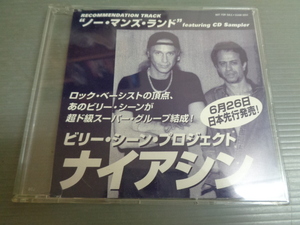 RECOMMENDATION TRACK
"ノー・マンズ・ランド" featuring CD Sampler
ロック・ベーシストの頂点、
あのビリー・シーンが
超ド級スーパー・グループ結成!
6月26日
日本先行発売!
ビリー・シーン・プロジェクト
ナイアシン